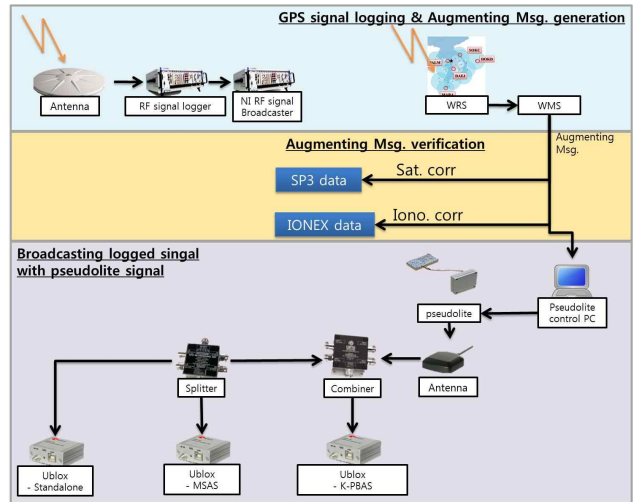 GPS signal logging & Augmenting Msg. generation
Antenna
RF signal logger
NI RF signal
Broadcaster
WRS
WMS
Augmenting
Msg.
Augmenting Msg. verification
SP3 data
Sat. corr
IONEX data
Iono. corr
Broadcasting logged singal
with pseudolite signal
pseudolite
Pseudolite
control PC
Splitter
Combiner
Antenna
Ublox
- Standalone
Ublox
- MSAS
Ublox
- K-PBAS